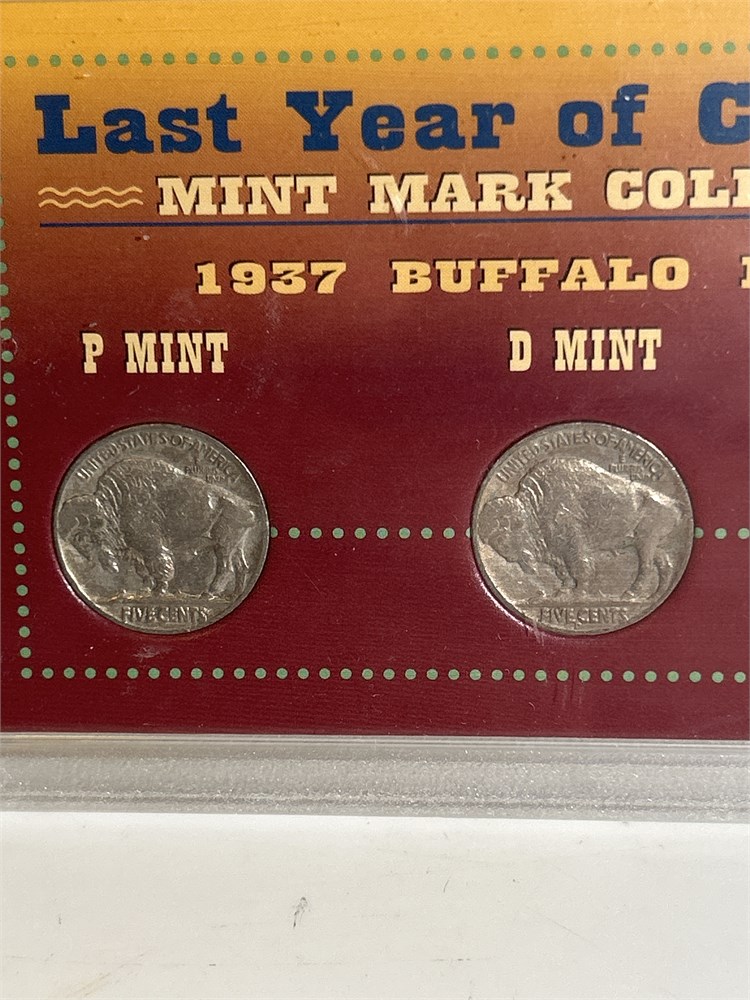 Last Year of C
MINT MARK COL
1937 BUFFALO
P MINT
D MINT
UNITED STATES OF AMERICA
FIVE CENTS
UNITED STATES OF AMERICA
FIVE CENTS